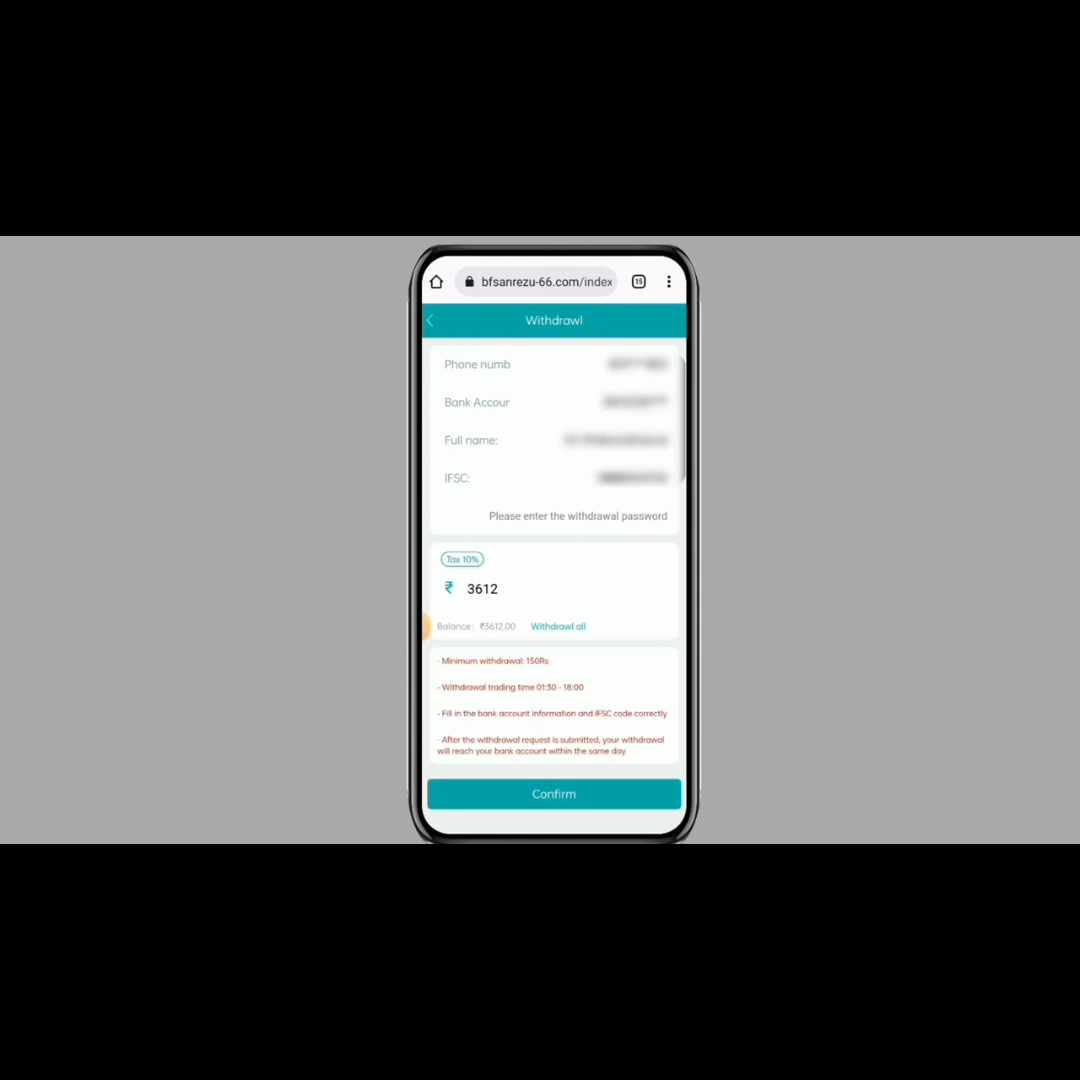 bfsanrezu-66.com/index
15
Withdrawl
Phone numb
Bank Accour
Full name:
IFSC:
Please enter the withdrawal password
Tax 10%
₹ 3612
Balance: ₹3612.00 Withdrawl all
- Minimum withdrawal: 150Rs
- Withdrawal trading time 01:30 - 18:00
- Fill in the bank account information and IFSC code correctly
- After the withdrawal request is submitted, your withdrawal
will reach your bank account within the same day
Confirm